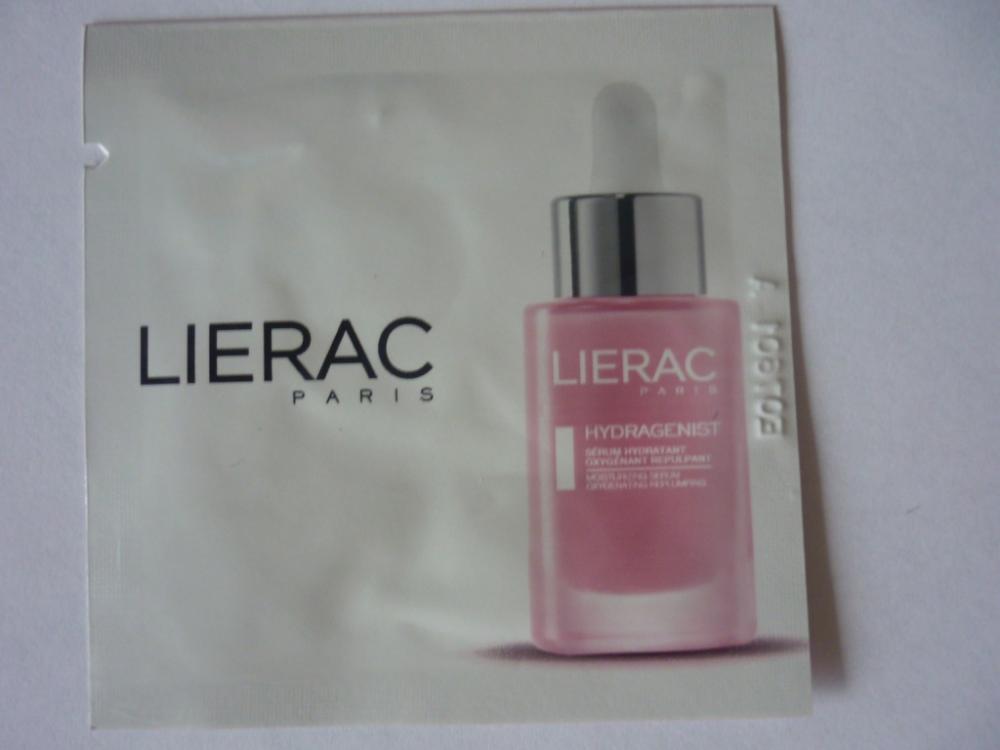 LIERAC
PARIS
LIERAC
PARIS
HYDRAGENIST
SÉRUM HYDRATANT
OXYGÉNANT REPULPANT
MOISTURIZING SERUM
OXYGENATING REPLUMPING